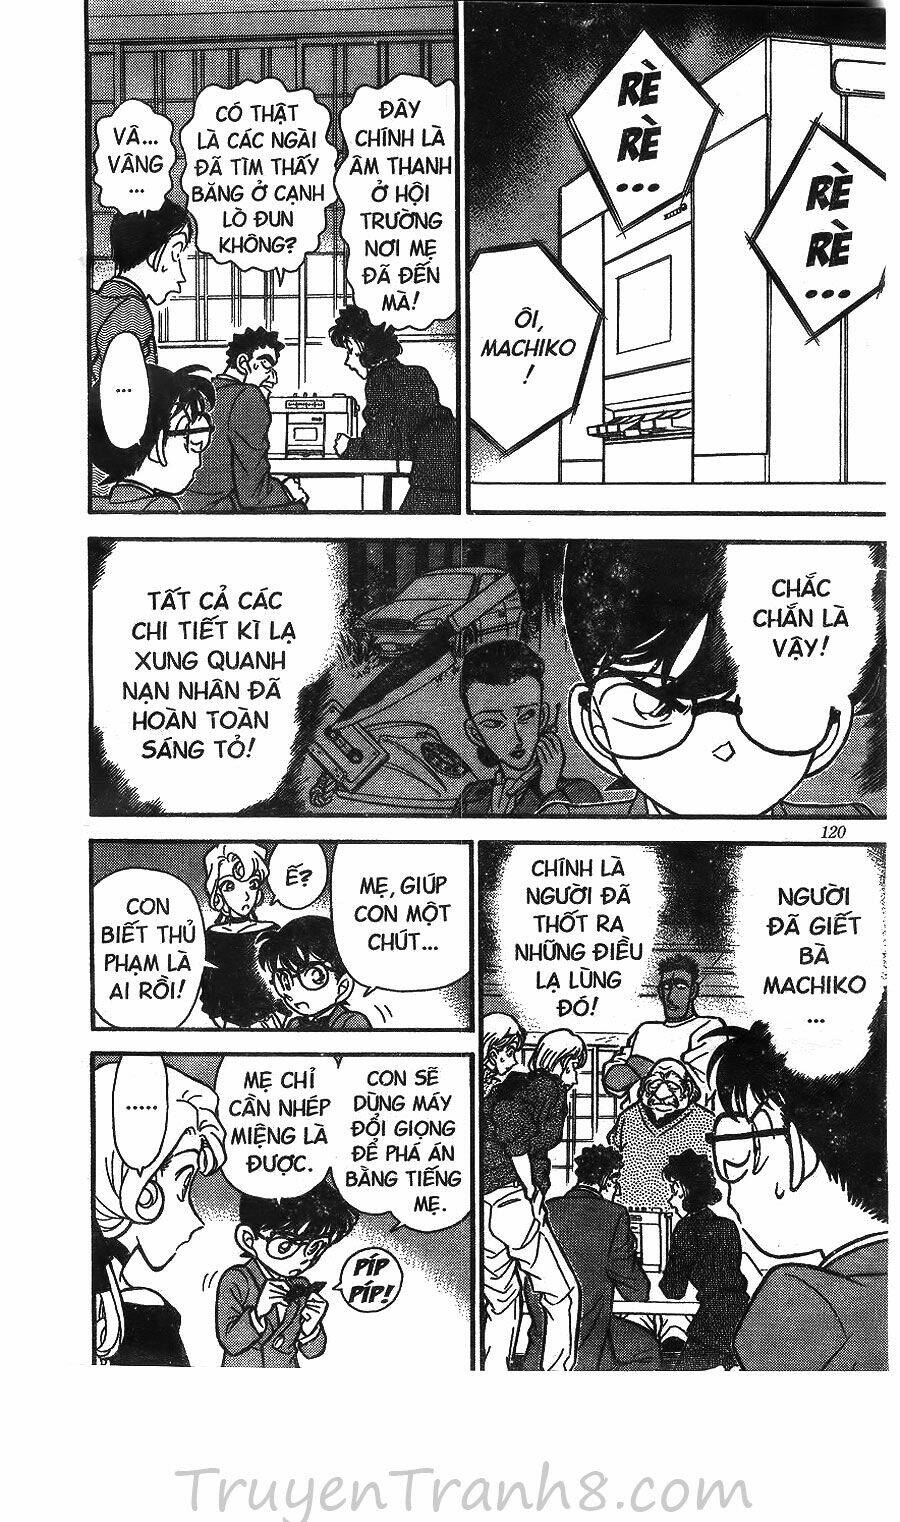 RÈ
RÈ
...
RÈ
RÈ
...
ÔI,
MACHIKO
!
ĐÂY
CHÍNH LÀ
ÂM THANH
Ở HỘI
TRƯỜNG
NƠI MẸ
ĐÃ ĐẾN
MÀ!
CÓ THẬT
LÀ CÁC NGÀI
ĐÃ TÌM THẤY
BĂNG Ở CẠNH
LÒ ĐUN
KHÔNG?
VÂ...
VÂNG
...
...
CHẮC
CHẮN LÀ
VẬY!
TẤT CẢ CÁC
CHI TIẾT KÌ LẠ
XUNG QUANH
NẠN NHÂN ĐÃ
HOÀN TOÀN
SÁNG TỎ!
120
NGƯỜI
ĐÃ GIẾT
BÀ
MACHIKO
...
CHÍNH LÀ
NGƯỜI ĐÃ
THỐT RA
NHỮNG ĐIỀU
LẠ LÙNG
ĐÓ!
MẸ, GIÚP
CON MỘT
CHÚT...
Ế?
CON
BIẾT THỦ
PHẠM LÀ
AI RỒI!
CON SẼ
DÙNG MÁY
ĐỔI GIỌNG
ĐỂ PHÁ ÁN
BẰNG TIẾNG
MẸ.
MẸ CHỈ
CẦN NHÉP
MIỆNG LÀ
ĐƯỢC.
......
PÍP
PÍP!
TruyenTranh8.com